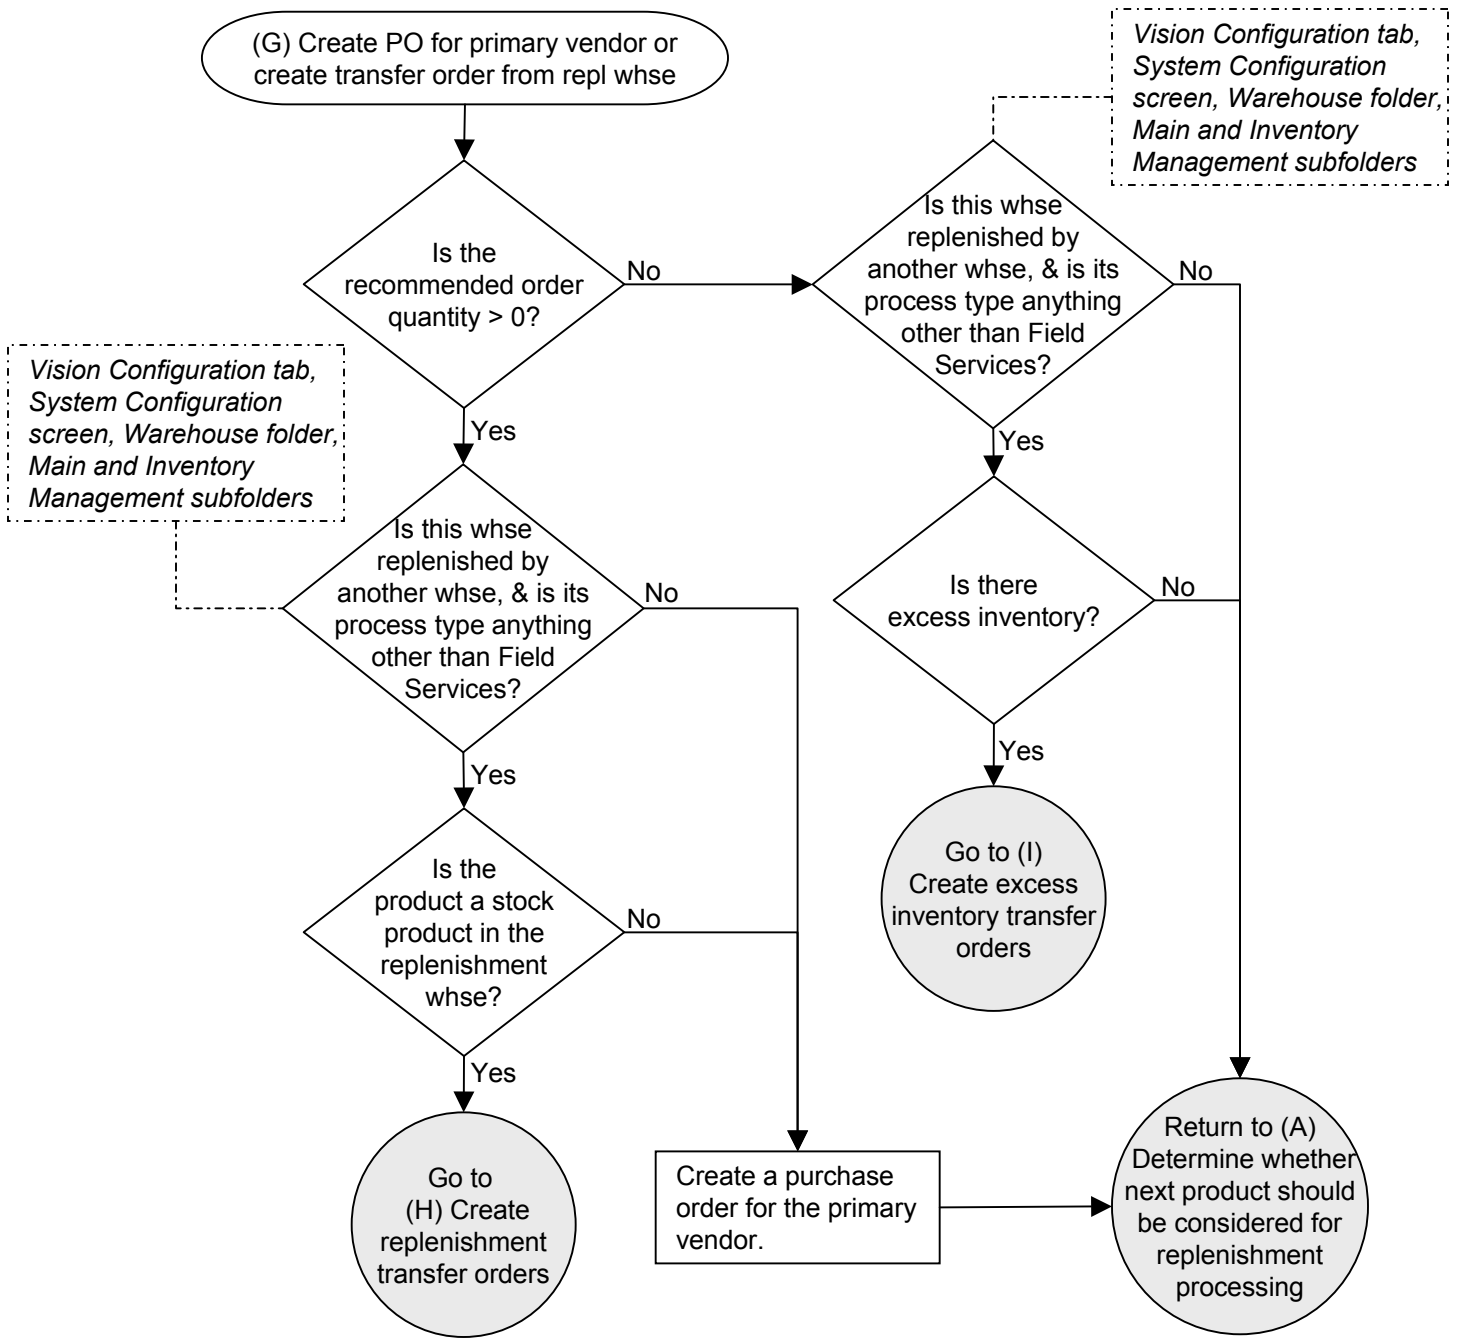 (G) Create PO for primary vendor or
create transfer order from repl whse
Vision Configuration tab,
System Configuration
screen, Warehouse folder,
Main and Inventory
Management subfolders
Is the
recommended order
quantity > 0?
No
Is this whse
replenished by
another whse, & is its
process type anything
other than Field
Services?
No
Yes
Yes
Vision Configuration tab,
System Configuration
screen, Warehouse folder,
Main and Inventory
Management subfolders
Is this whse
replenished by
another whse, & is its
process type anything
other than Field
Services?
No
Is there
excess inventory?
No
Yes
Yes
Is the
product a stock
product in the
replenishment
whse?
No
Go to (I)
Create excess
inventory transfer
orders
Yes
Go to
(H) Create
replenishment
transfer orders
Create a purchase
order for the primary
vendor.
Return to (A)
Determine whether
next product should
be considered for
replenishment
processing